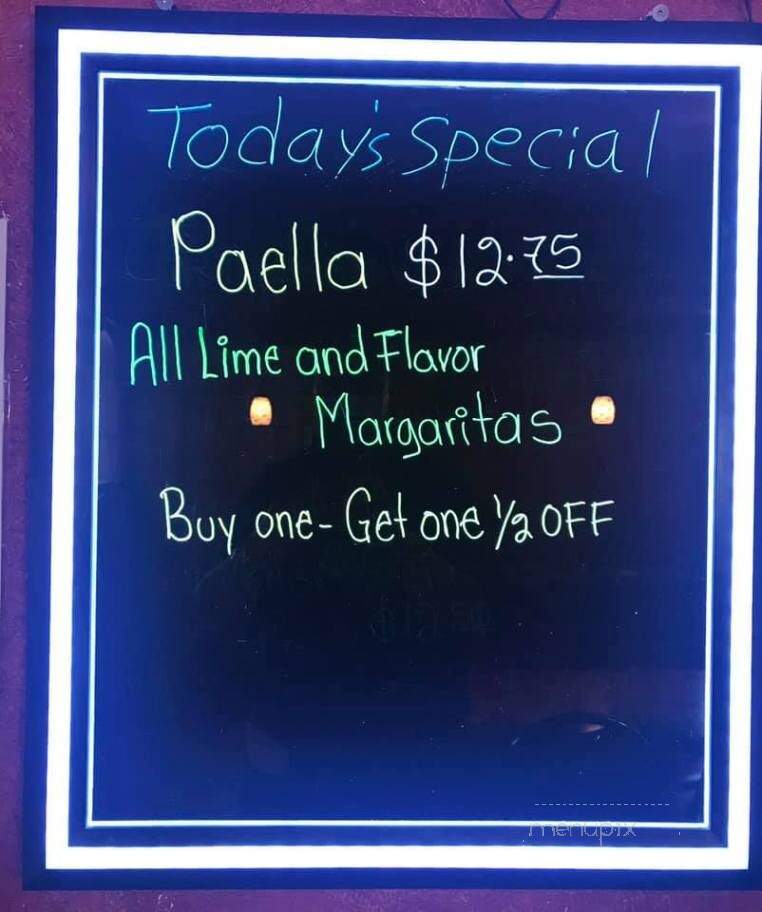 Today's Special
Paella $12.75
All Lime and Flavor
Margaritas
Buy one - Get one 1/2 OFF
menupix